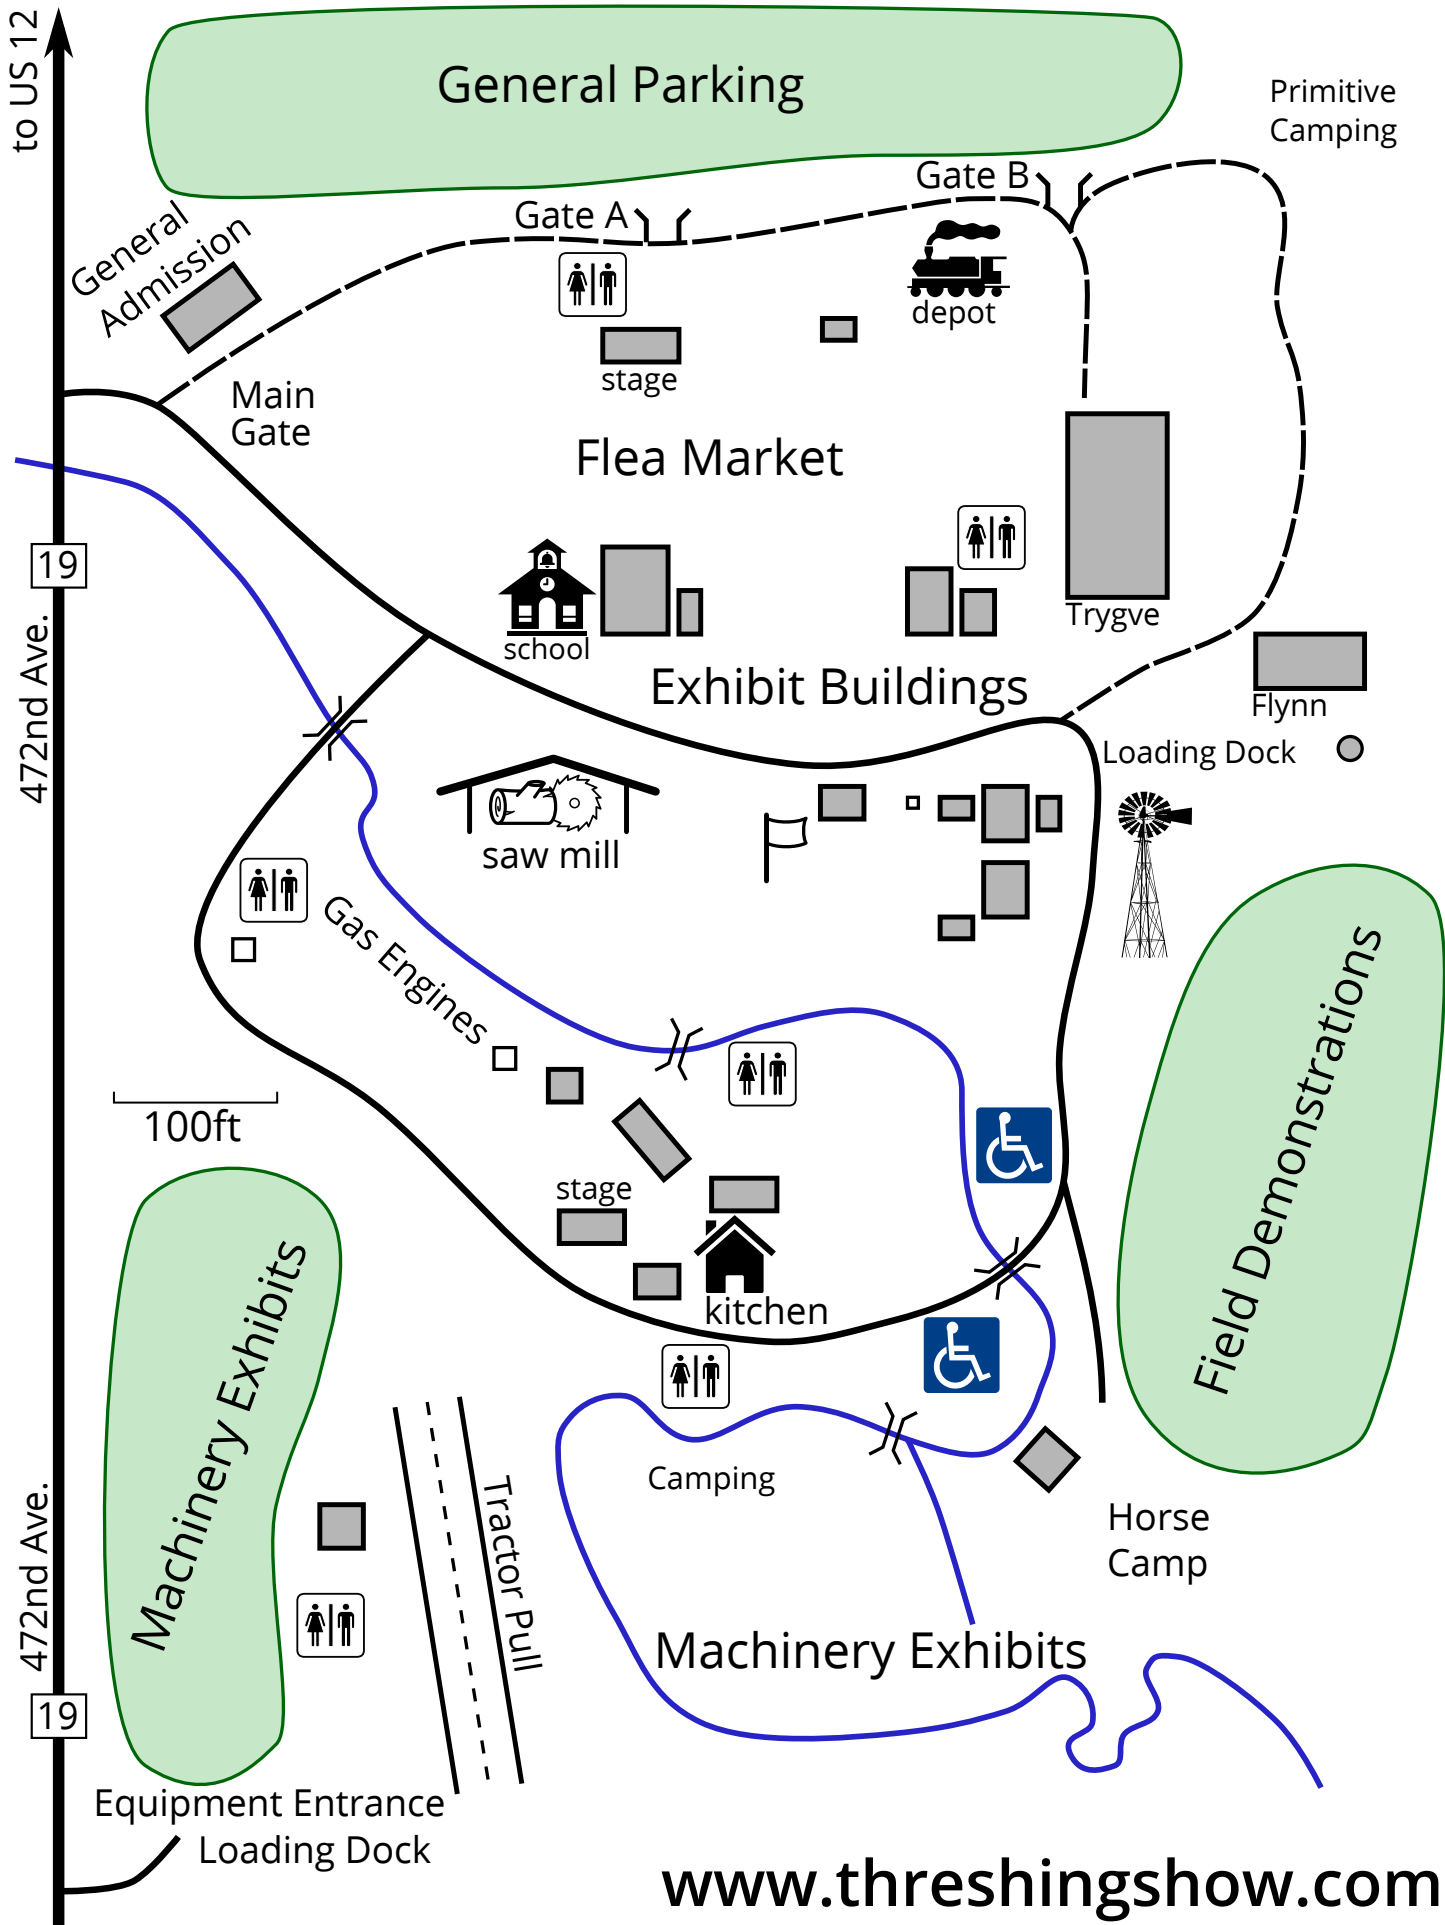 to US 12
General Parking
Primitive
Camping
Gate B
Gate A
General
Admission
depot
stage
Main
Gate
Flea Market
19
school
Trygve
472nd Ave.
Exhibit Buildings
Flynn
Loading Dock
saw mill
Gas Engines
Field Demonstrations
100ft
stage
kitchen
Machinery Exhibits
Camping
Tractor Pull
472nd Ave.
Horse
Camp
Machinery Exhibits
19
Equipment Entrance
Loading Dock
www.threshingshow.com